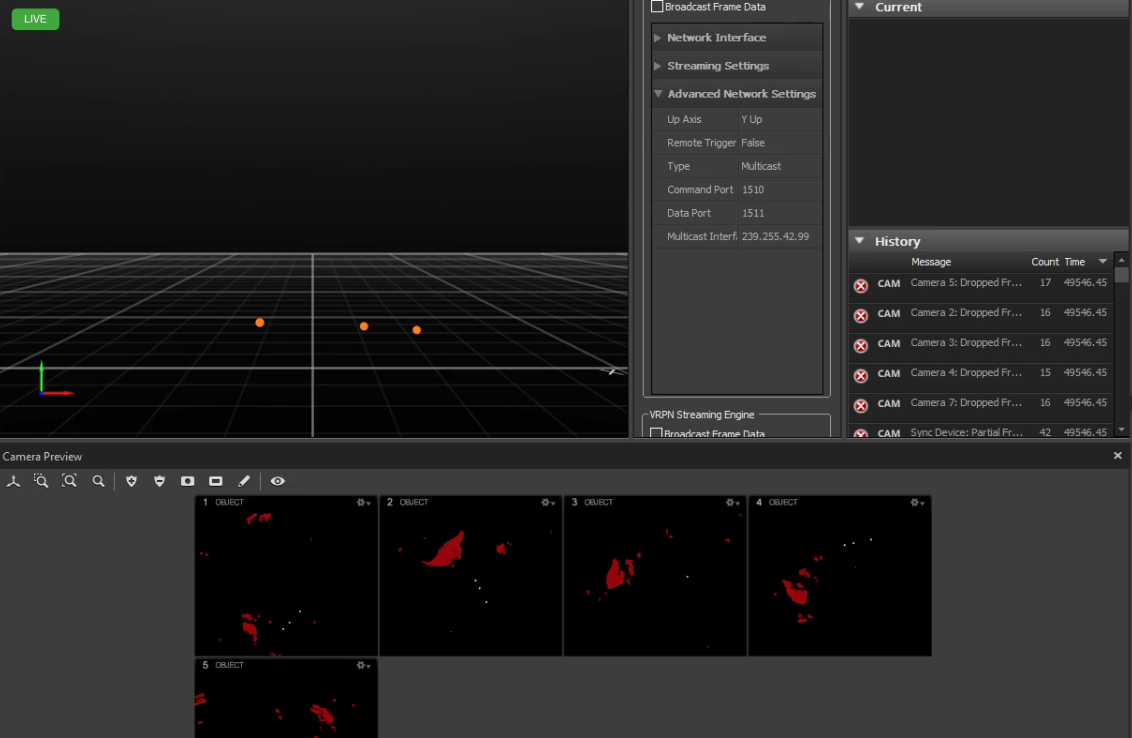 LIVE
Broadcast Frame Data
Network Interface
Streaming Settings
Advanced Network Settings
Up Axis Y Up
Remote Trigger False
Type Multicast
Command Port 1510
Data Port 1511
Multicast Interf 239.255.42.99
VRPN Streaming Engine
Broadcast Frame Data
Current
History
Message Count Time
CAM Camera 5: Dropped Fr... 17 49546.45
CAM Camera 2: Dropped Fr... 16 49546.45
CAM Camera 3: Dropped Fr... 16 49546.45
CAM Camera 4: Dropped Fr... 15 49546.45
CAM Camera 7: Dropped Fr... 16 49546.45
CAM Sync Device: Partial Fr... 42 49546.45
Camera Preview
1 OBJECT
2 OBJECT
3 OBJECT
4 OBJECT
5 OBJECT